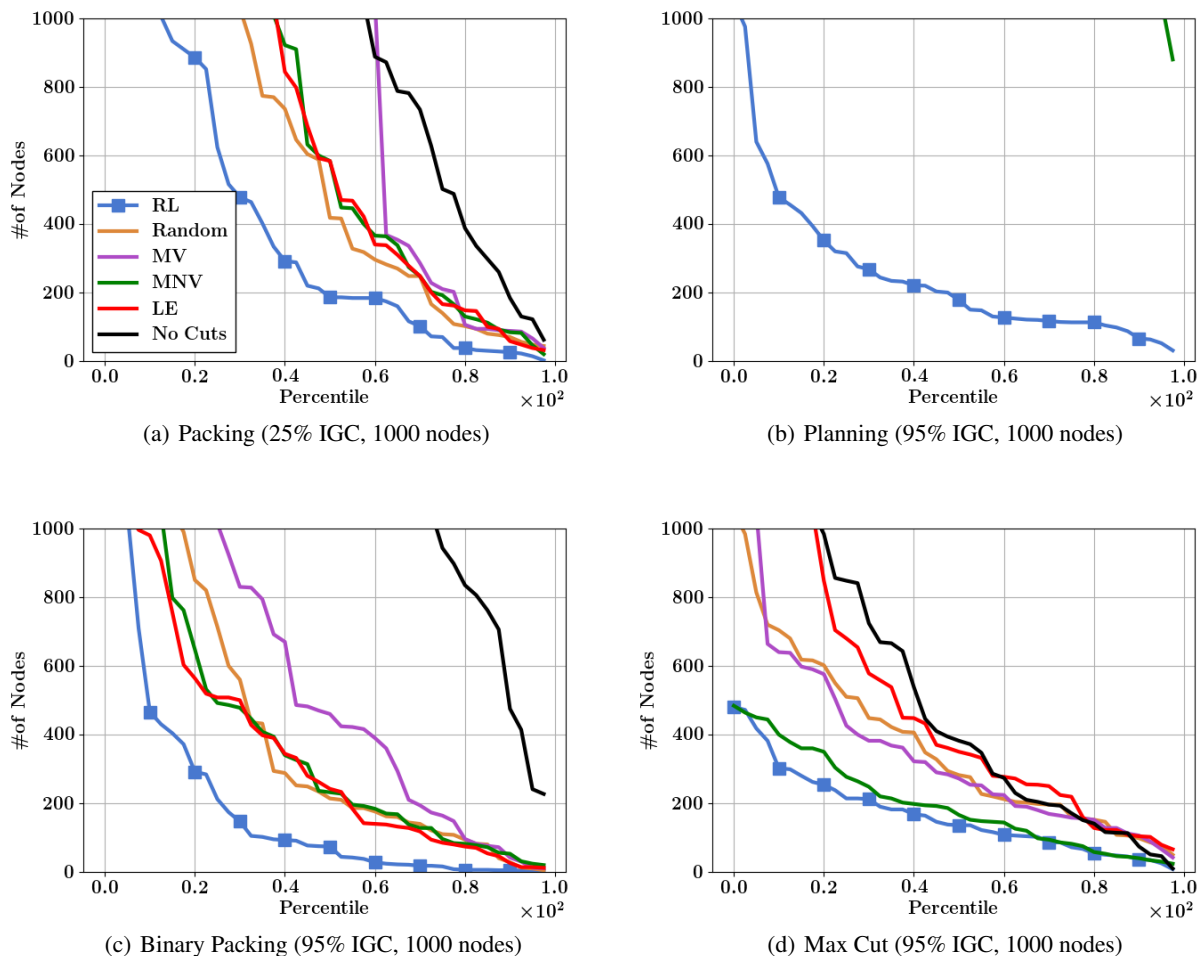 1000
800
600
400
200
0
#of Nodes
RL
Random
MV
MNV
LE
No Cuts
0.0 0.2 0.4 0.6 0.8 1.0
Percentile
×10²
(a) Packing (25% IGC, 1000 nodes)
1000
800
600
400
200
0
#of Nodes
0.0 0.2 0.4 0.6 0.8 1.0
Percentile
×10²
(b) Planning (95% IGC, 1000 nodes)
1000
800
600
400
200
0
#of Nodes
0.0 0.2 0.4 0.6 0.8 1.0
Percentile
×10²
(c) Binary Packing (95% IGC, 1000 nodes)
1000
800
600
400
200
0
#of Nodes
0.0 0.2 0.4 0.6 0.8 1.0
Percentile
×10²
(d) Max Cut (95% IGC, 1000 nodes)